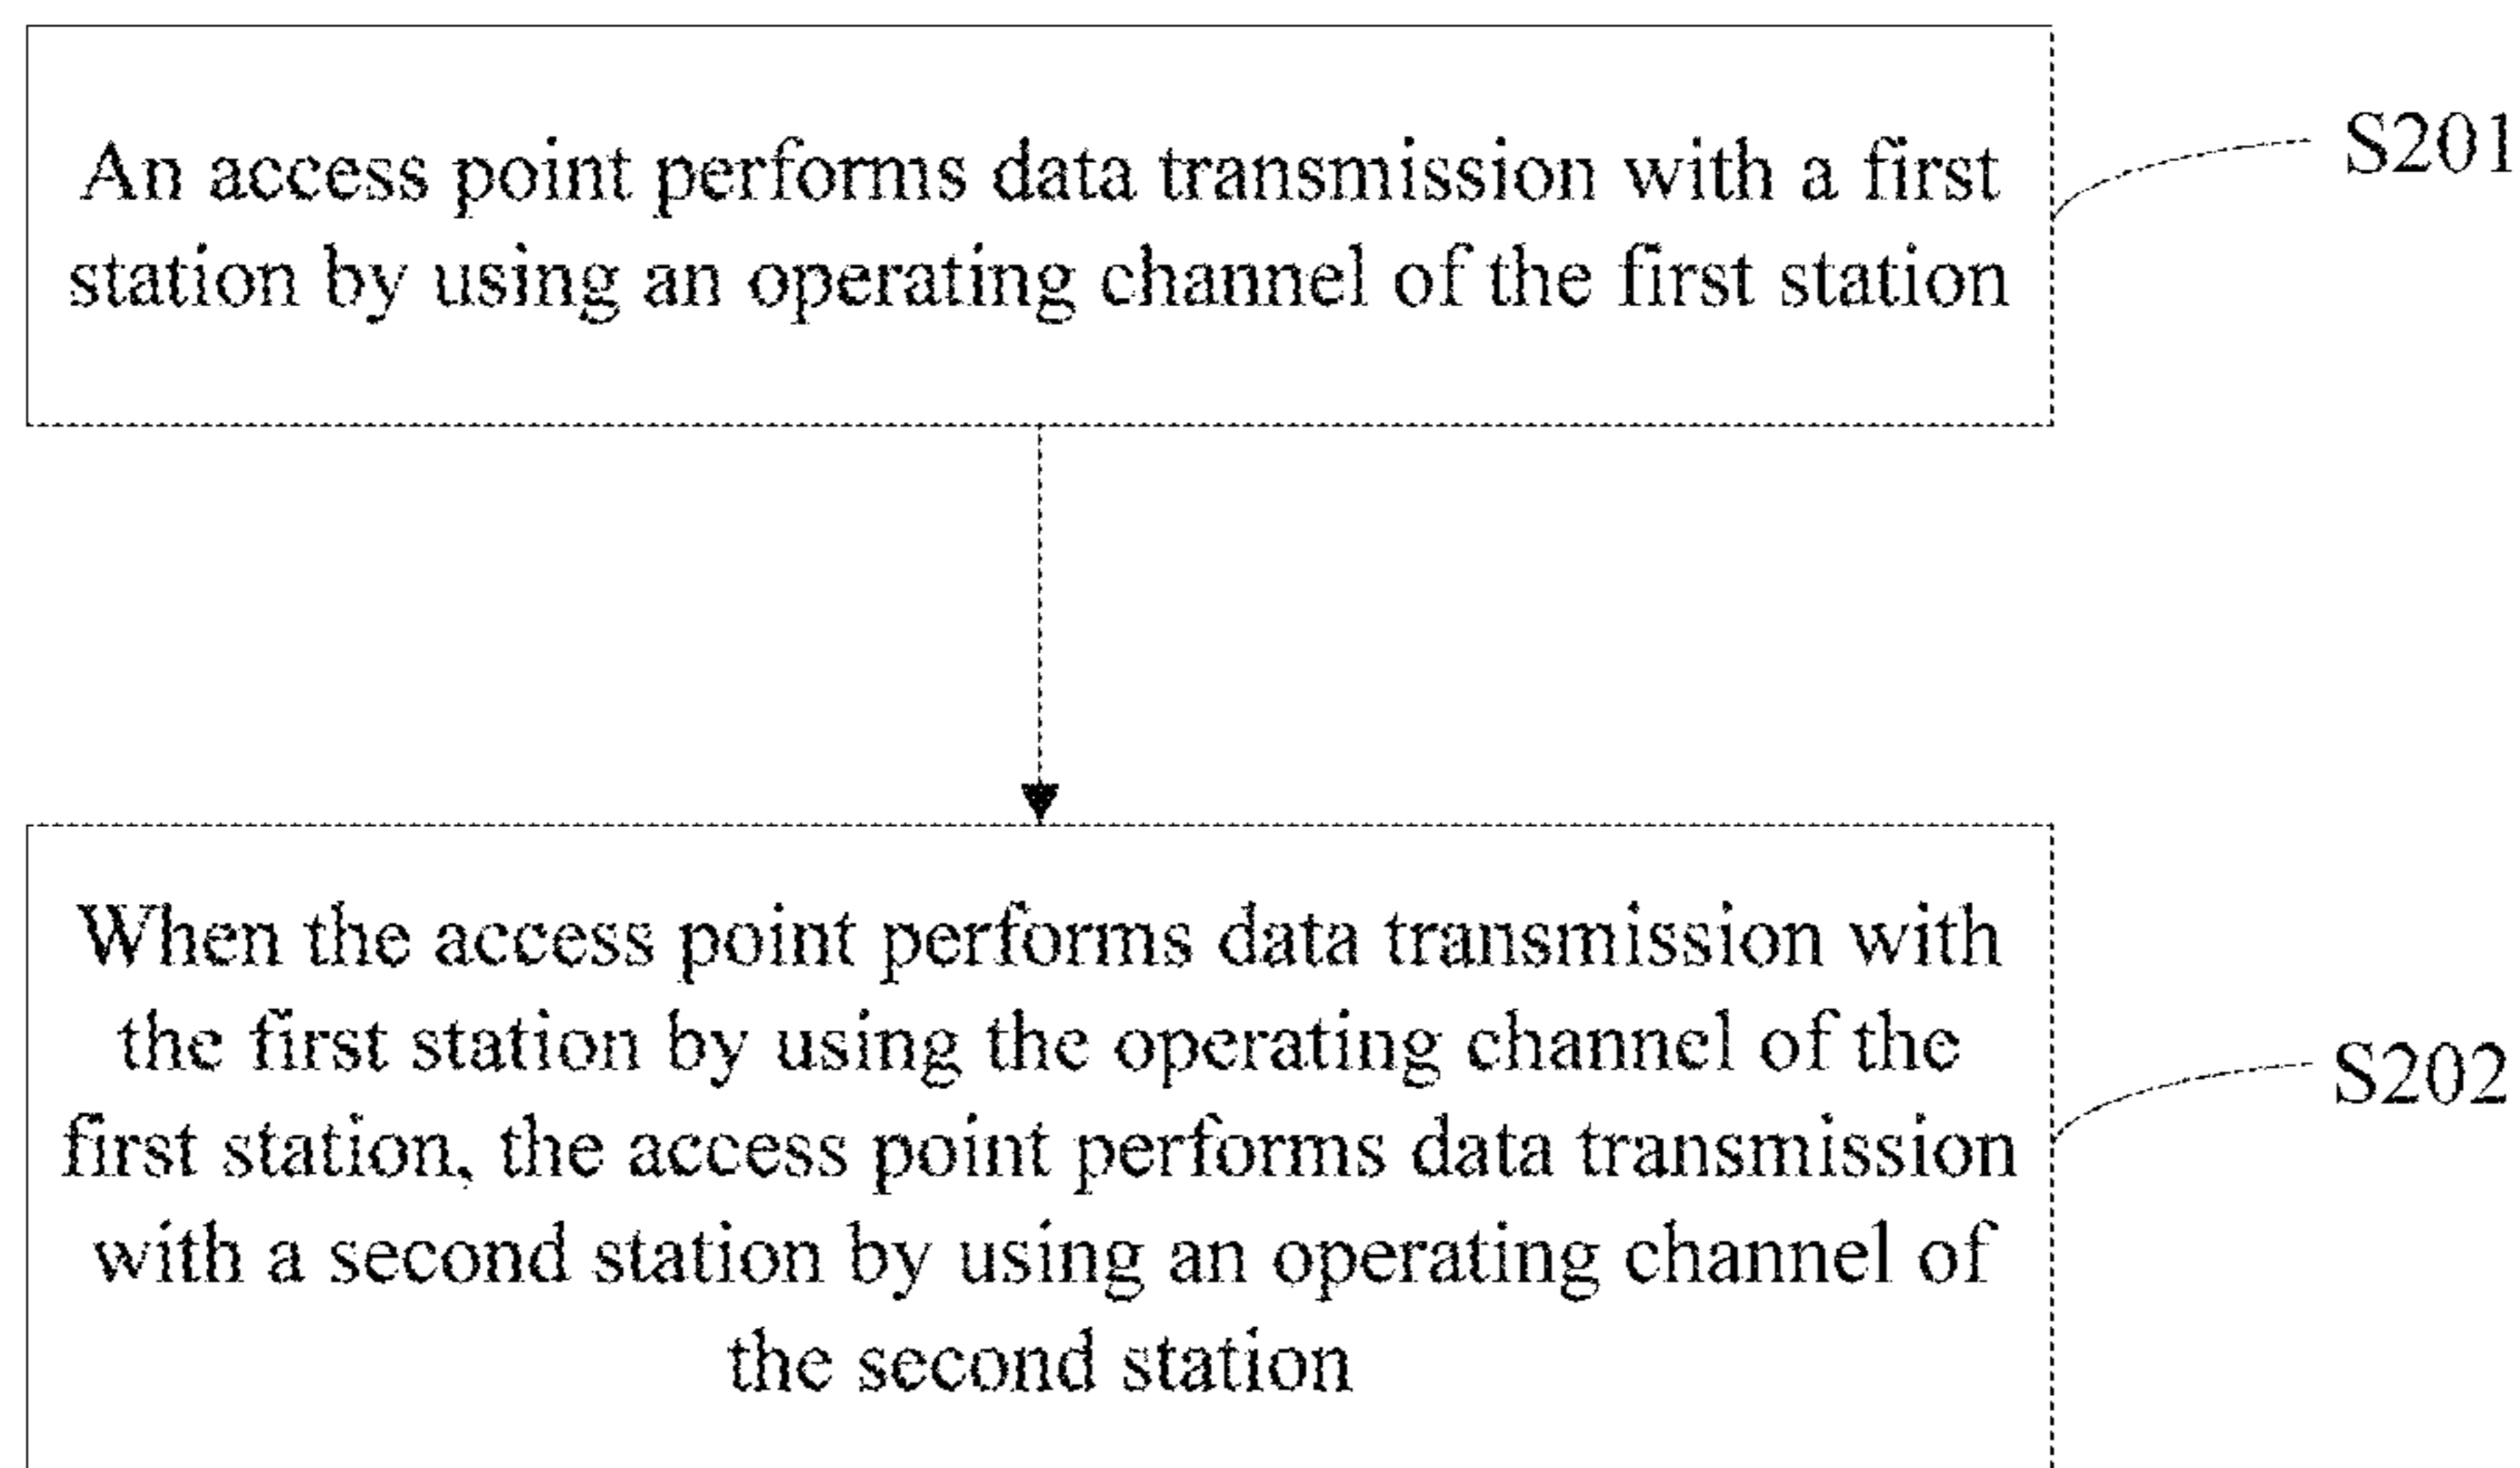 An access point performs data transmission with a first
station by using an operating channel of the first station
S201
When the access point performs data transmission with
the first station by using the operating channel of the
first station, the access point performs data transmission
with a second station by using an operating channel of
the second station
S202